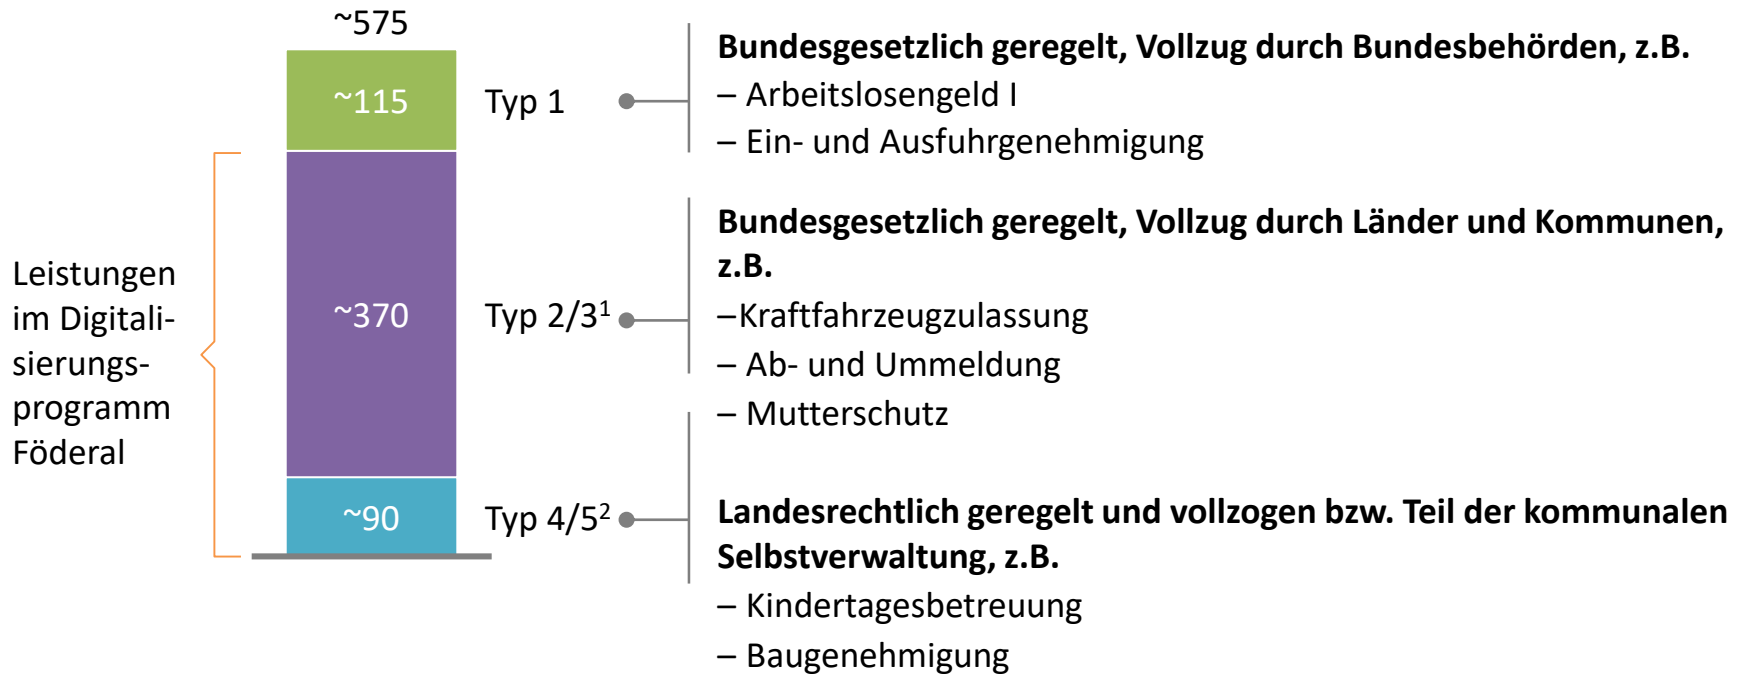 ~575
~115
Typ 1
Bundesgesetzlich geregelt, Vollzug durch Bundesbehörden, z.B.
– Arbeitslosengeld I
– Ein- und Ausfuhrgenehmigung
Leistungen
im Digitali-
sierungs-
programm
Föderal
~370
Typ 2/3¹
Bundesgesetzlich geregelt, Vollzug durch Länder und Kommunen,
z.B.
–Kraftfahrzeugzulassung
– Ab- und Ummeldung
– Mutterschutz
~90
Typ 4/5²
Landesrechtlich geregelt und vollzogen bzw. Teil der kommunalen
Selbstverwaltung, z.B.
– Kindertagesbetreuung
– Baugenehmigung